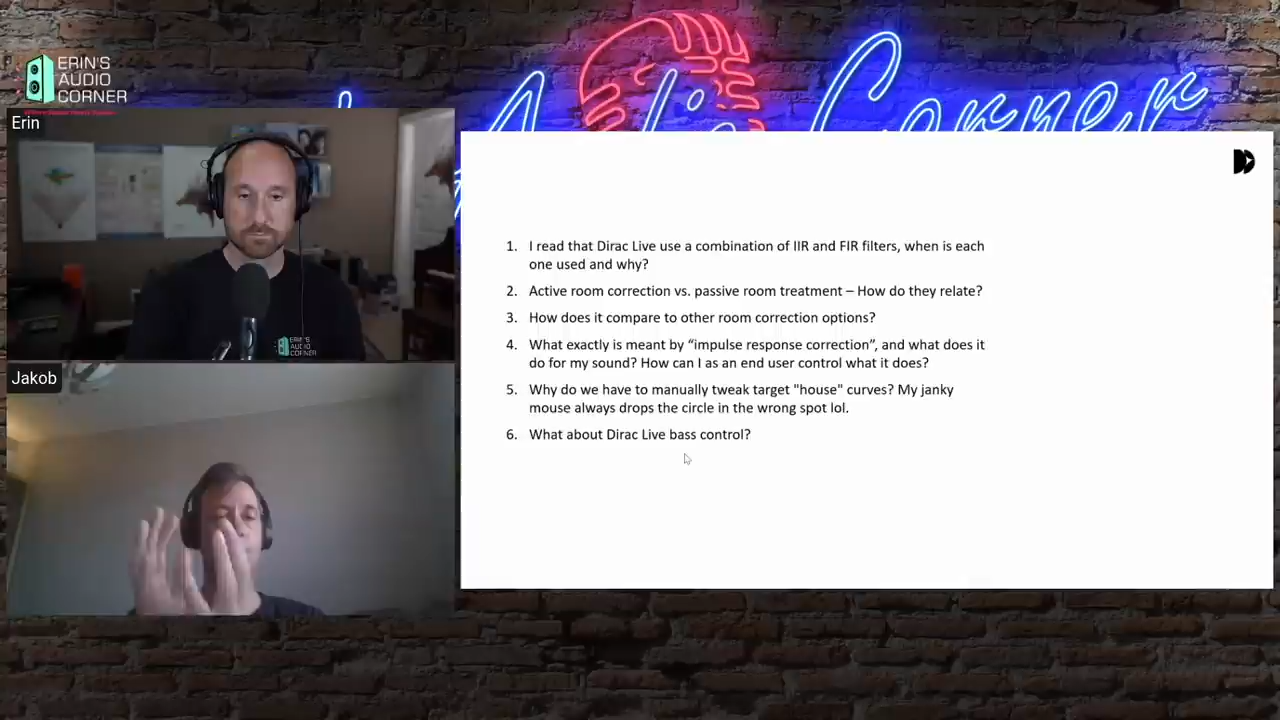 ERIN'S
AUDIO
CORNER
Erin
ERIN'S
AUDIO
CORNER
Jakob
Corner
1. I read that Dirac Live use a combination of IIR and FIR filters, when is each
one used and why?
2. Active room correction vs. passive room treatment – How do they relate?
3. How does it compare to other room correction options?
4. What exactly is meant by “impulse response correction”, and what does it
do for my sound? How can I as an end user control what it does?
5. Why do we have to manually tweak target "house" curves? My janky
mouse always drops the circle in the wrong spot lol.
6. What about Dirac Live bass control?